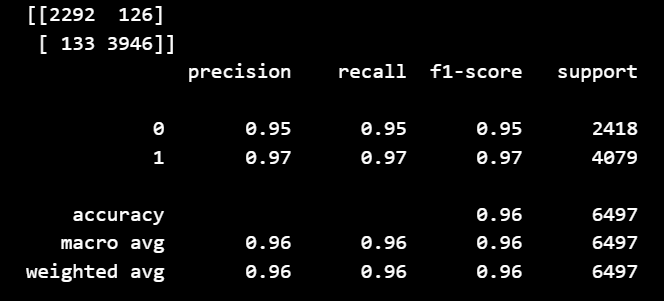 [[2292  126]
 [ 133 3946]]
              precision    recall  f1-score   support

           0       0.95      0.95      0.95      2418
           1       0.97      0.97      0.97      4079

    accuracy                           0.96      6497
   macro avg       0.96      0.96      0.96      6497
weighted avg       0.96      0.96      0.96      6497